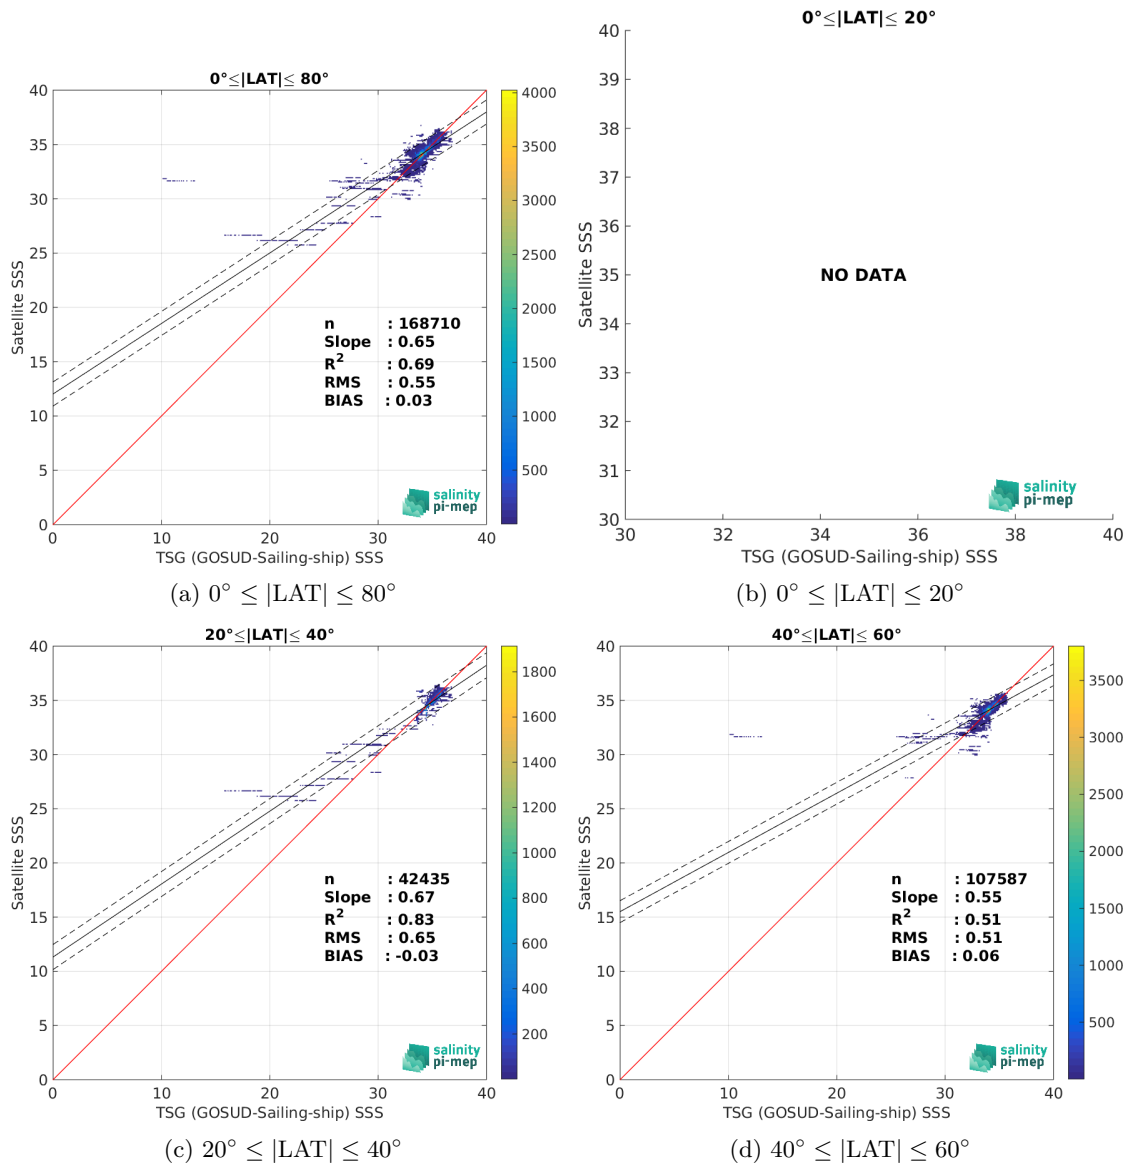 0°≤|LAT|≤ 80°
40
35
30
25
20
15
10
5
0
Satellite SSS
0
10
20
30
40
TSG (GOSUD-Sailing-ship) SSS
n : 168710
Slope : 0.65
R2 : 0.69
RMS : 0.55
BIAS : 0.03
salinity
pi-mep
4000
3500
3000
2500
2000
1500
1000
500
(a) 0° ≤ |LAT| ≤ 80°
0°≤|LAT|≤ 20°
40
39
38
37
36
35
34
33
32
31
30
Satellite SSS
NO DATA
salinity
pi-mep
30
32
34
36
38
40
TSG (GOSUD-Sailing-ship) SSS
(b) 0° ≤ |LAT| ≤ 20°
20°≤|LAT|≤ 40°
40
35
30
25
20
15
10
5
0
Satellite SSS
0
10
20
30
40
TSG (GOSUD-Sailing-ship) SSS
n : 42435
Slope : 0.67
R2 : 0.83
RMS : 0.65
BIAS : -0.03
salinity
pi-mep
1800
1600
1400
1200
1000
800
600
400
200
(c) 20° ≤ |LAT| ≤ 40°
40°≤|LAT|≤ 60°
40
35
30
25
20
15
10
5
0
Satellite SSS
0
10
20
30
40
TSG (GOSUD-Sailing-ship) SSS
n : 107587
Slope : 0.55
R2 : 0.51
RMS : 0.51
BIAS : 0.06
salinity
pi-mep
3500
3000
2500
2000
1500
1000
500
(d) 40° ≤ |LAT| ≤ 60°